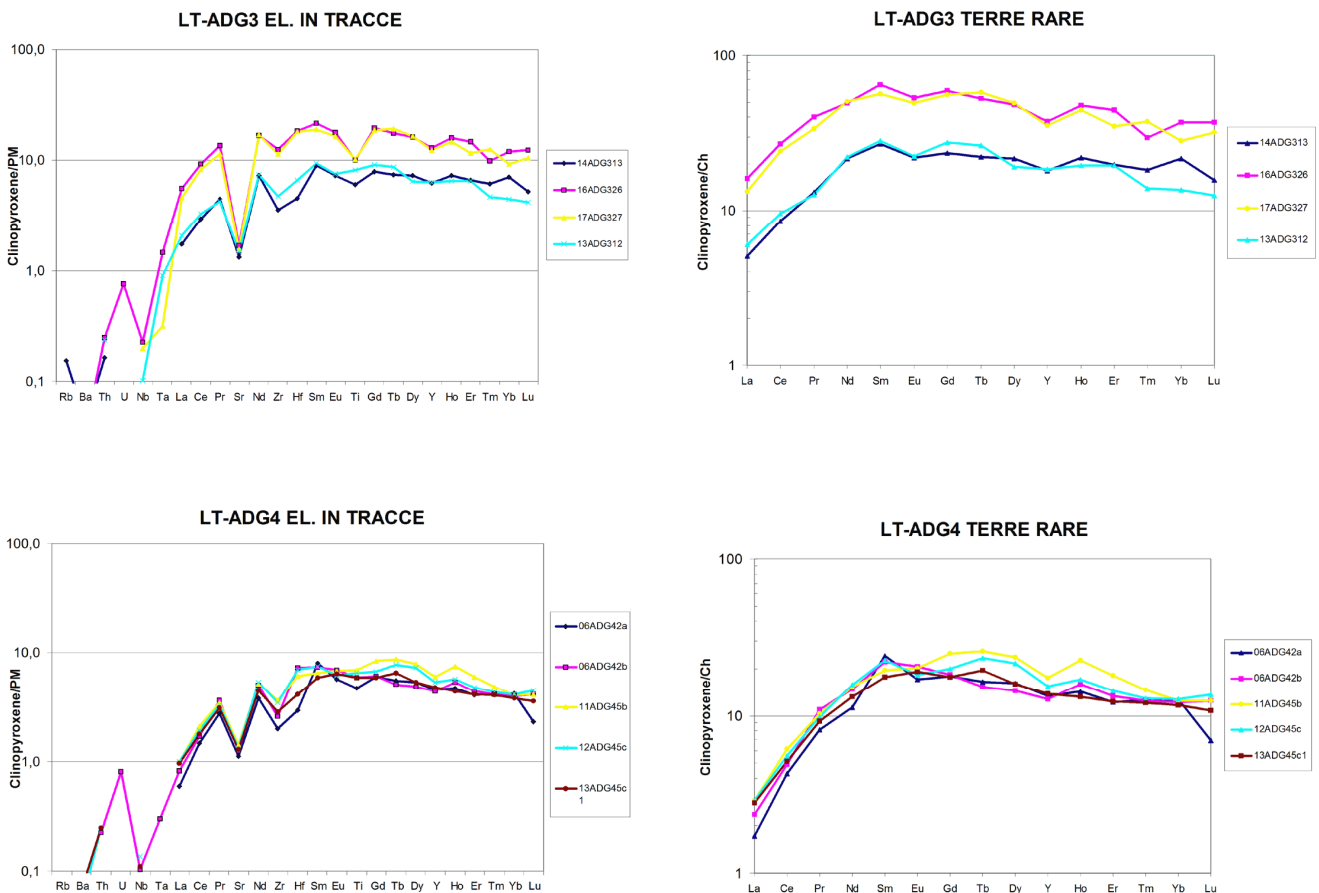 LT-ADG3 EL. IN TRACCE
100,0
10,0
1,0
0,1
Clinopyroxene/PM
Rb Ba Th U Nb Ta La Ce Pr Sr Nd Zr Hf Sm Eu Ti Gd Tb Dy Y Ho Er Tm Yb Lu
14ADG313
16ADG326
17ADG327
13ADG312
LT-ADG3 TERRE RARE
100
10
1
Clinopyroxene/Ch
La Ce Pr Nd Sm Eu Gd Tb Dy Y Ho Er Tm Yb Lu
14ADG313
16ADG326
17ADG327
13ADG312
LT-ADG4 EL. IN TRACCE
100,0
10,0
1,0
0,1
Clinopyroxene/PM
Rb Ba Th U Nb Ta La Ce Pr Sr Nd Zr Hf Sm Eu Ti Gd Tb Dy Y Ho Er Tm Yb Lu
06ADG42a
06ADG42b
11ADG45b
12ADG45c
13ADG45c
1
LT-ADG4 TERRE RARE
100
10
1
Clinopyroxene/Ch
La Ce Pr Nd Sm Eu Gd Tb Dy Y Ho Er Tm Yb Lu
06ADG42a
06ADG42b
11ADG45b
12ADG45c
13ADG45c1